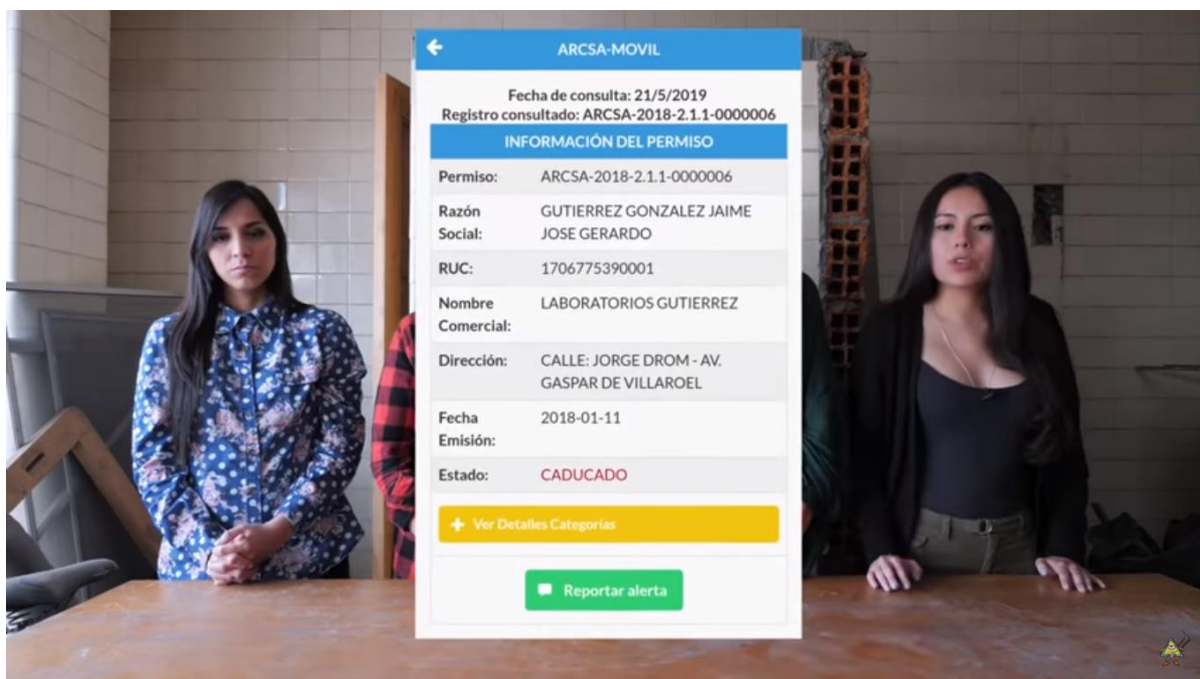 ARCSA-MOVIL
Fecha de consulta: 21/5/2019
Registro consultado: ARCSA-2018-2.1.1-0000006
INFORMACIÓN DEL PERMISO
Permiso: ARCSA-2018-2.1.1-0000006
Razón Social: GUTIERREZ GONZALEZ JAIME
JOSE GERARDO
RUC: 1706775390001
Nombre Comercial: LABORATORIOS GUTIERREZ
Dirección: CALLE: JORGE DROM - AV.
GASPAR DE VILLAROEL
Fecha Emisión: 2018-01-11
Estado: CADUCADO
Ver Detalles Categorías
Reportar alerta